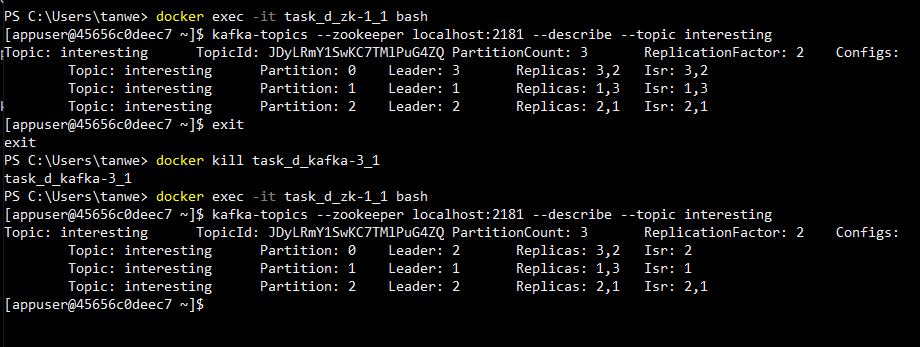 PS C:\Users\tanwe> docker exec -it task_d_zk-1_1 bash
[appuser@45656c0deec7 ~]$ kafka-topics --zookeeper localhost:2181 --describe --topic interesting
Topic: interesting TopicId: JDyLRmY1SwKC7TMlPuG4ZQ PartitionCount: 3 ReplicationFactor: 2 Configs:
Topic: interesting Partition: 0 Leader: 3 Replicas: 3,2 Isr: 3,2
Topic: interesting Partition: 1 Leader: 1 Replicas: 1,3 Isr: 1,3
Topic: interesting Partition: 2 Leader: 2 Replicas: 2,1 Isr: 2,1
[appuser@45656c0deec7 ~]$ exit
exit
PS C:\Users\tanwe> docker kill task_d_kafka-3_1
task_d_kafka-3_1
PS C:\Users\tanwe> docker exec -it task_d_zk-1_1 bash
[appuser@45656c0deec7 ~]$ kafka-topics --zookeeper localhost:2181 --describe --topic interesting
Topic: interesting TopicId: JDyLRmY1SwKC7TMlPuG4ZQ PartitionCount: 3 ReplicationFactor: 2 Configs:
Topic: interesting Partition: 0 Leader: 2 Replicas: 3,2 Isr: 2
Topic: interesting Partition: 1 Leader: 1 Replicas: 1,3 Isr: 1
Topic: interesting Partition: 2 Leader: 2 Replicas: 2,1 Isr: 2,1
[appuser@45656c0deec7 ~]$